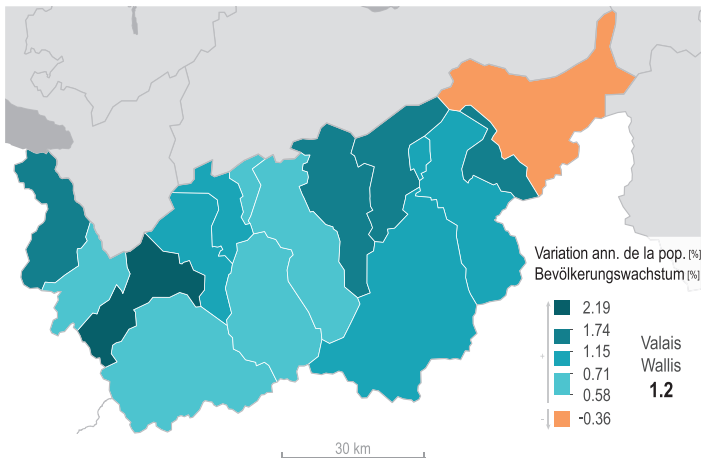 Variation ann. de la pop. [%]
Bevölkerungswachstum [%]
2.19
1.74
1.15
0.71
0.58
-0.36
+
-
Valais
Wallis
1.2
30 km